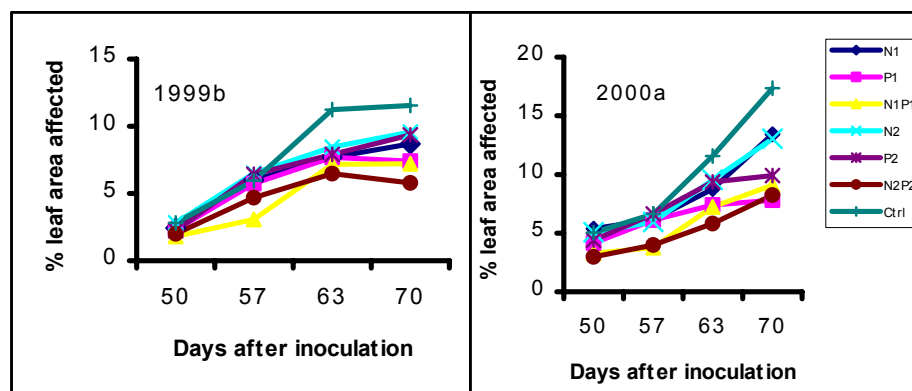 % leaf area affected
15
10
5
0
1999b
50 57 63 70
Days after inoculation
% leaf area affected
20
15
10
5
0
2000a
50 57 63 70
Days after inoculation
N1
P1
N1P1
N2
P2
N2P2
Ctrl